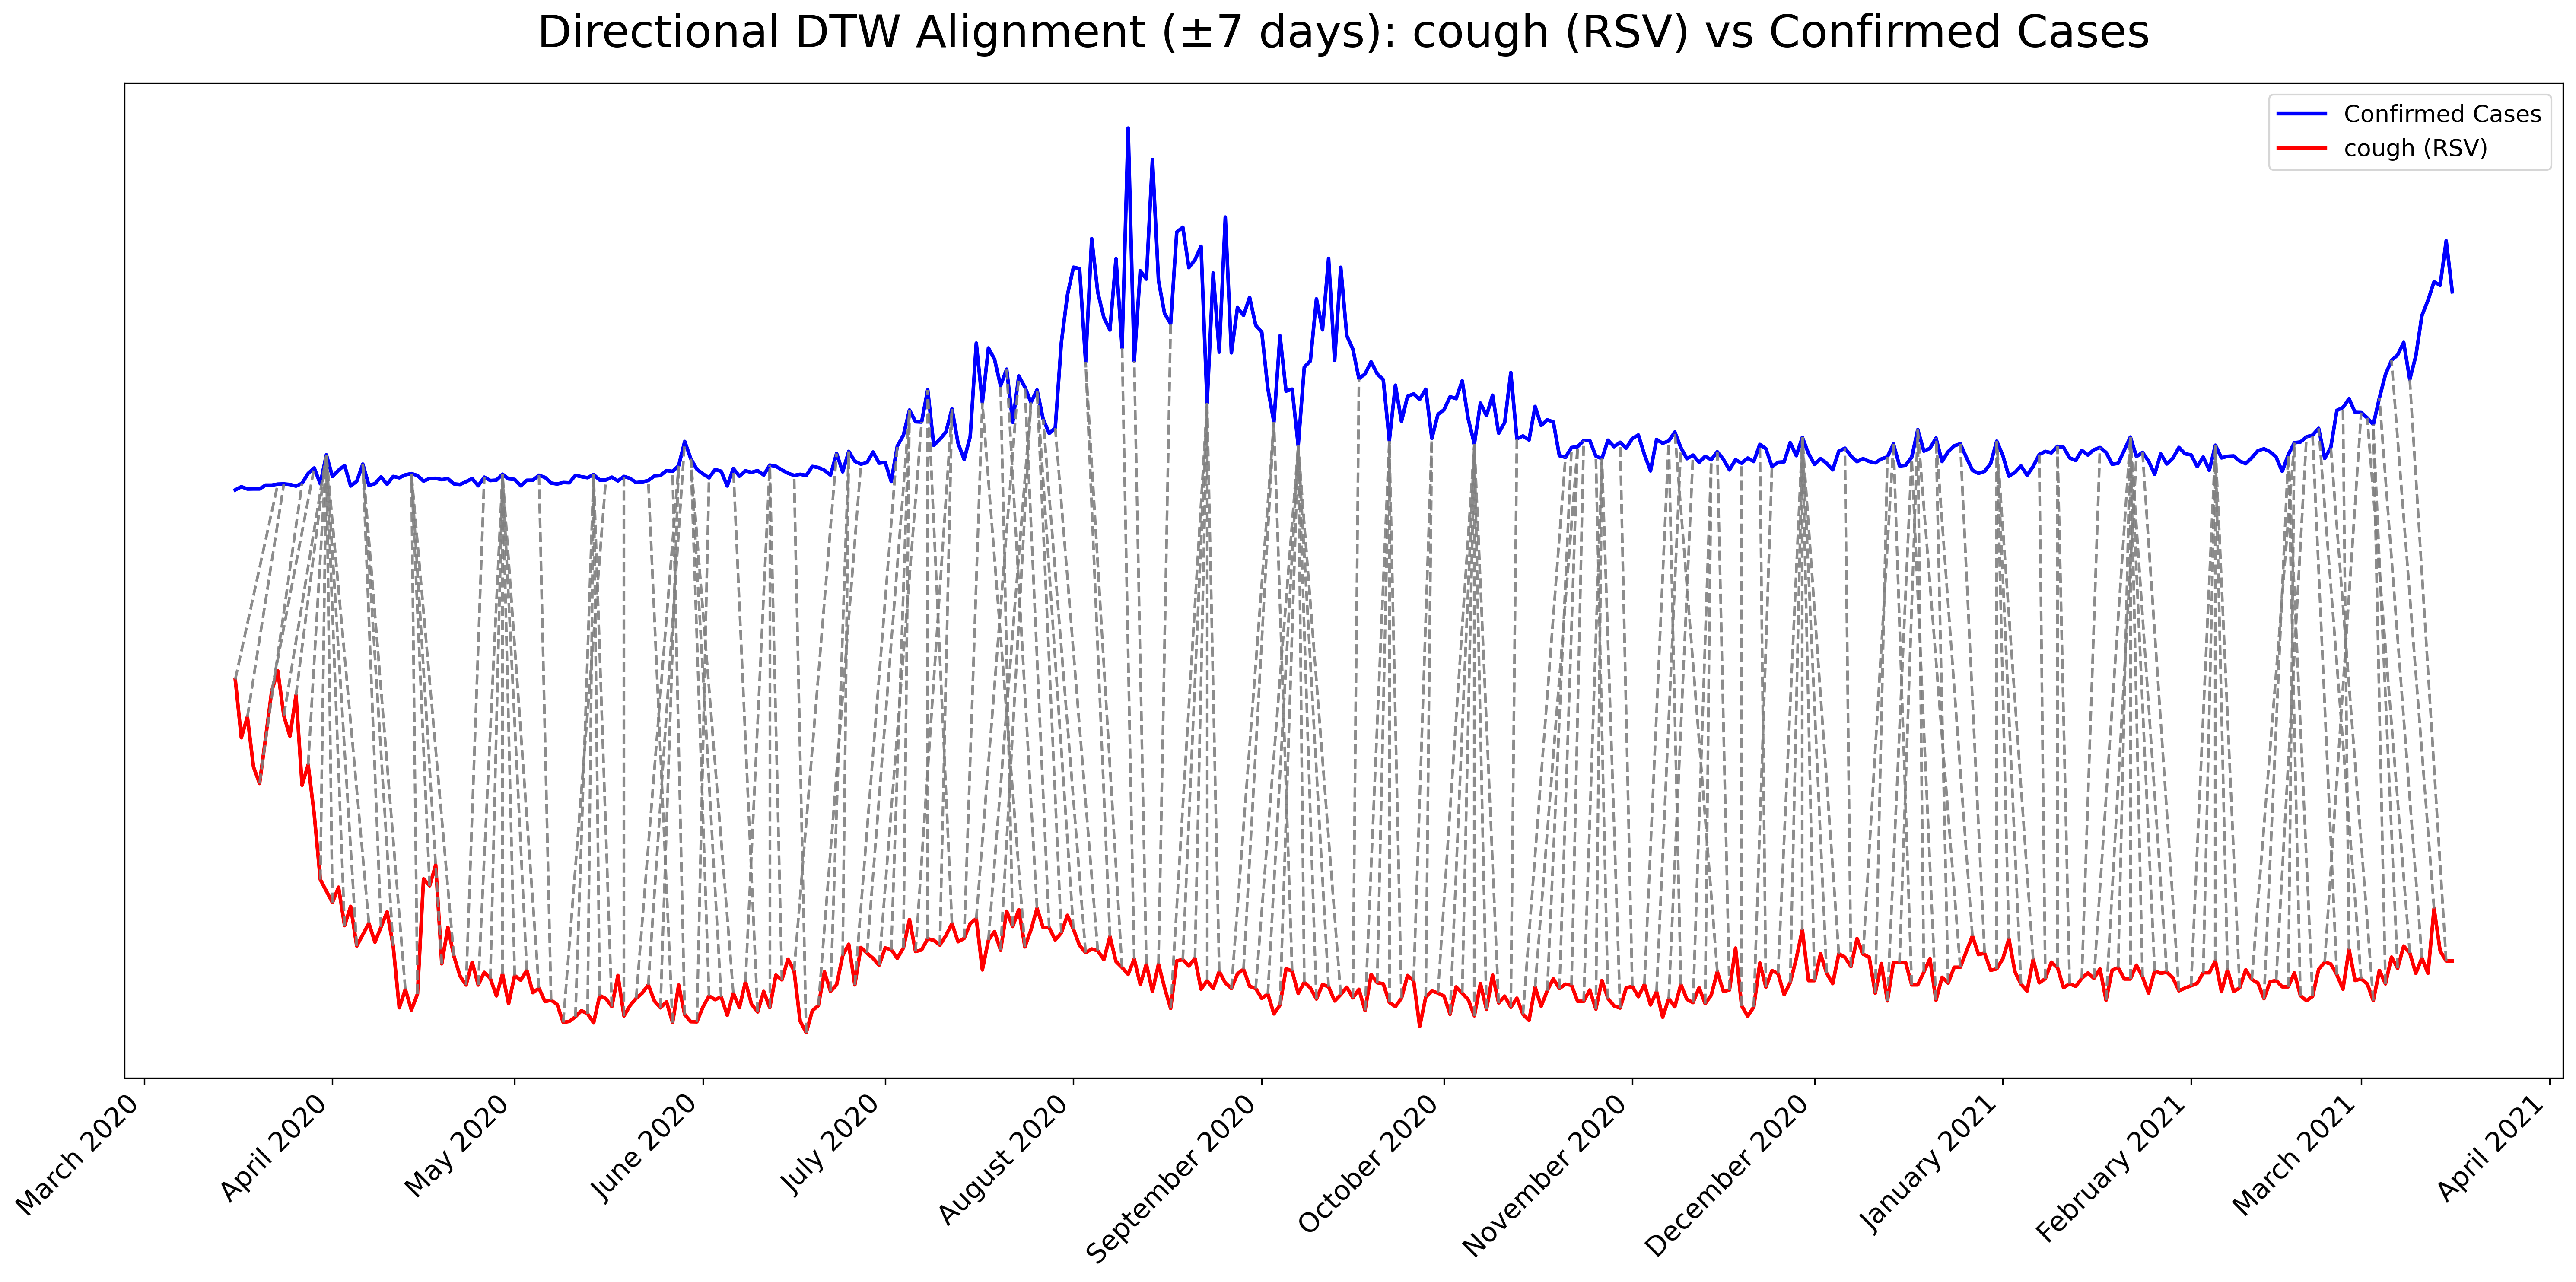 Directional DTW Alignment (±7 days): cough (RSV) vs Confirmed Cases
Confirmed Cases
cough (RSV)
March 2020
April 2020
May 2020
June 2020
July 2020
August 2020
September 2020
October 2020
November 2020
December 2020
January 2021
February 2021
March 2021
April 2021